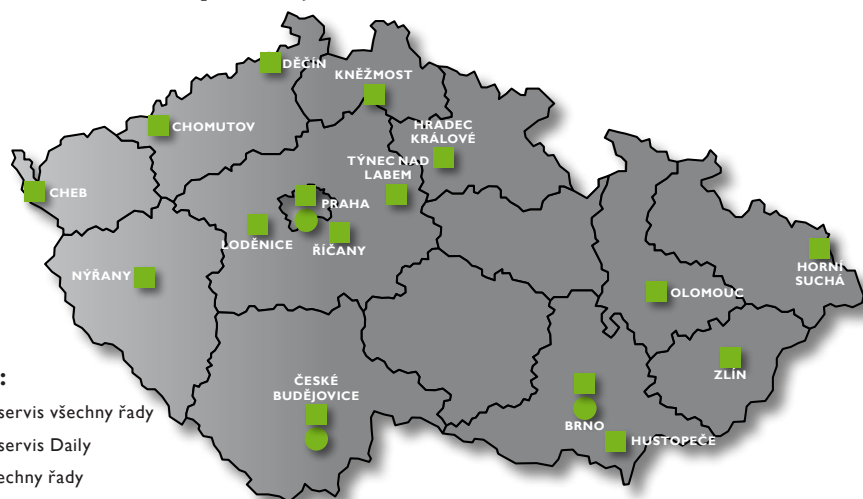 DĚČÍN
KNĚŽMOST
CHOMUTOV
HRADEC
KRÁLOVÉ
TÝNEC NAD
LABEM
CHEB
PRAHA
LODĚNICE
ŘÍČANY
NÝŘANY
HORNÍ
SUCHÁ
OLOMOUC
ZLÍN
ČESKÉ
BUDĚJOVICE
BRNO
HUSTOPEČE
:
servis všechny řady
servis Daily
echny řady